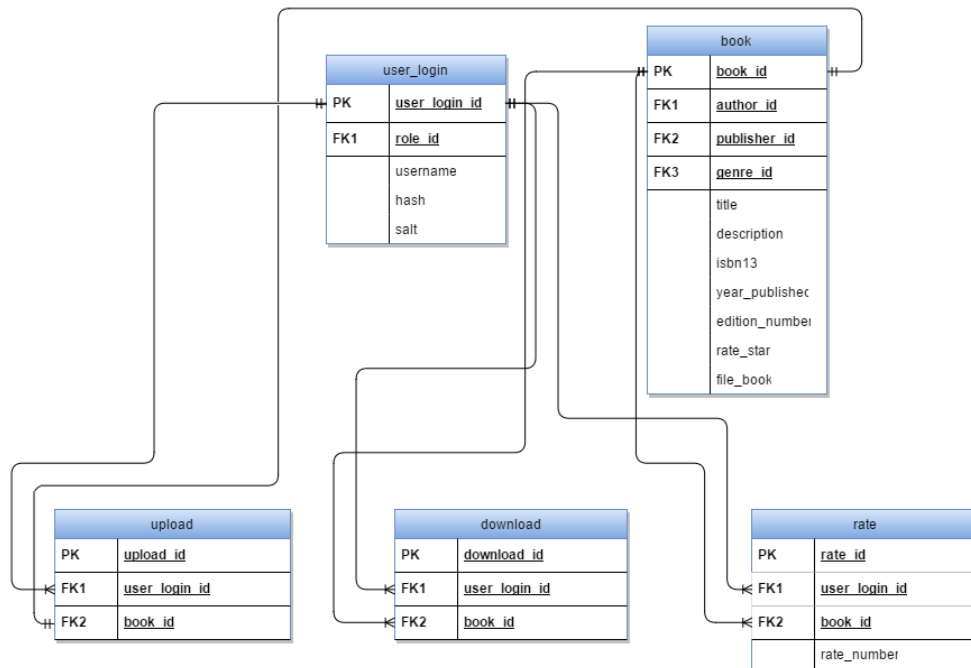 user_login
PK user_login_id
FK1 role_id
username
hash
salt
book
PK book_id
FK1 author_id
FK2 publisher_id
FK3 genre_id
title
description
isbn13
year_published
edition_number
rate_star
file_book
upload
PK upload_id
FK1 user_login_id
FK2 book_id
download
PK download_id
FK1 user_login_id
FK2 book_id
rate
PK rate_id
FK1 user_login_id
FK2 book_id
rate_number